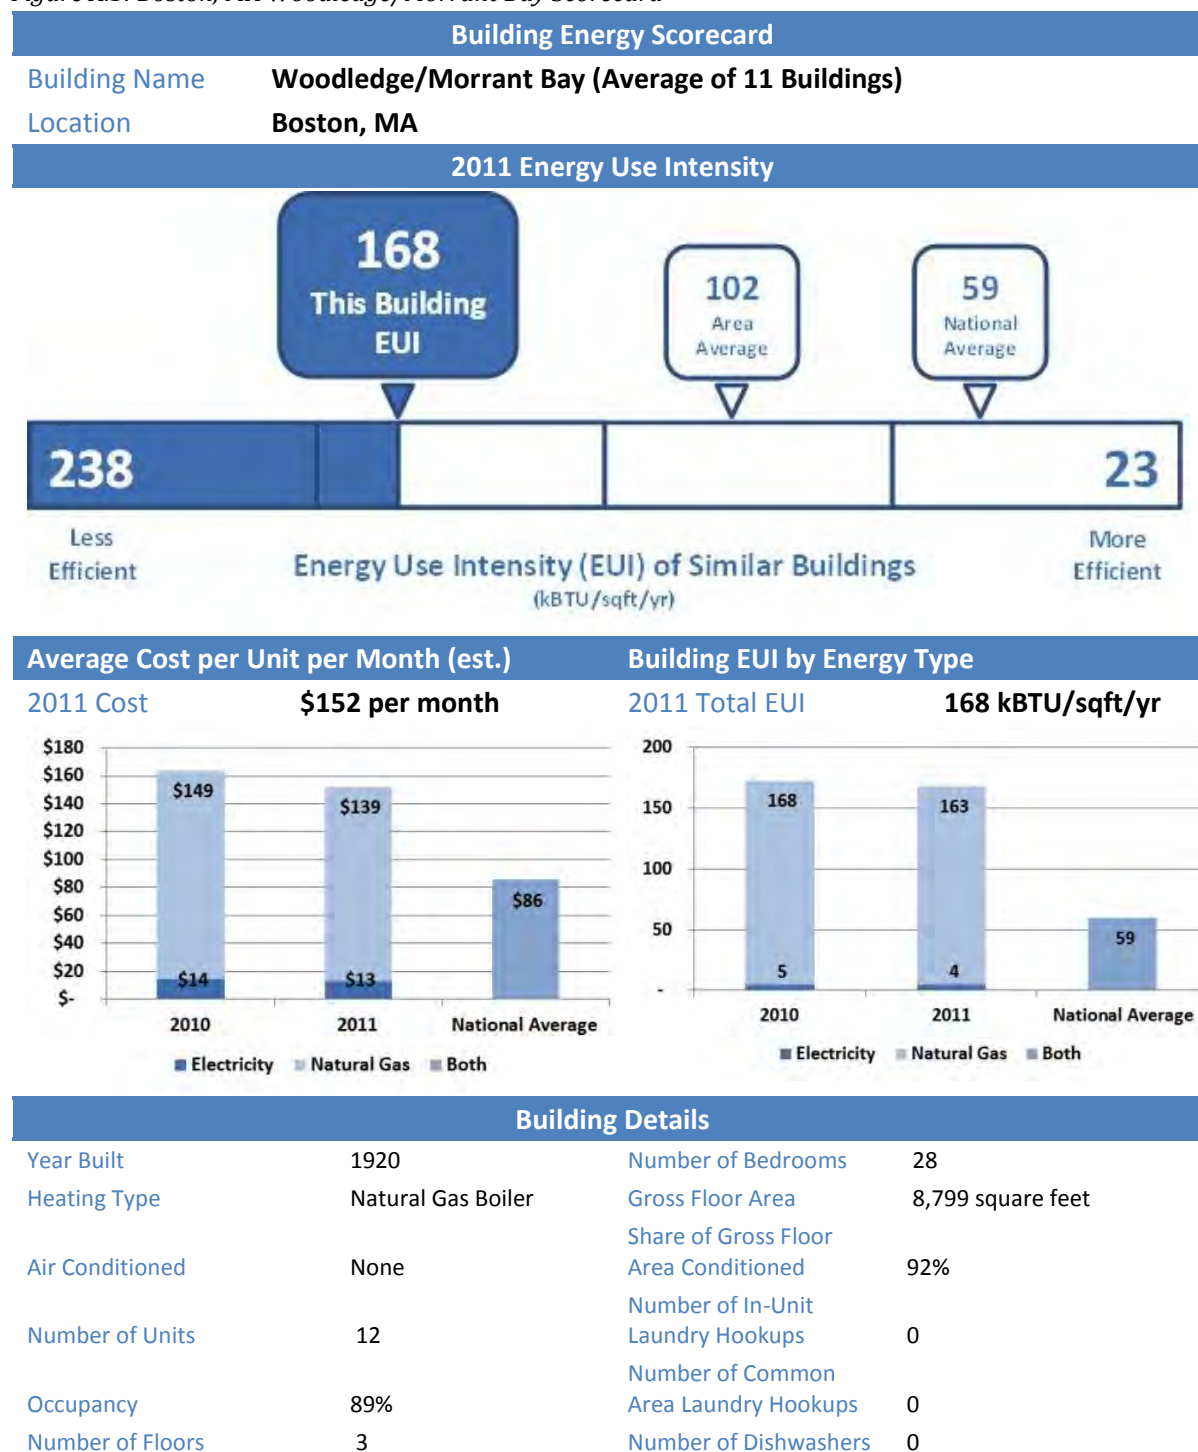 Building Energy Scorecard
Building Name Woodledge/Morrant Bay (Average of 11 Buildings)
Location Boston, MA
2011 Energy Use Intensity
168
This Building
EUI
102
Area
Average
59
National
Average
238
23
Less
Efficient
More
Efficient
Energy Use Intensity (EUI) of Similar Buildings
(kBTU/sqft/yr)
Average Cost per Unit per Month (est.)
2011 Cost $152 per month
$180
$160
$140
$120
$100
$80
$60
$40
$20
$-
$149
$139
$86
$14
$13
2010 2011 National Average
Electricity Natural Gas Both
Building EUI by Energy Type
2011 Total EUI 168 kBTU/sqft/yr
200
150
100
50
-
168
163
59
5
4
2010 2011 National Average
Electricity Natural Gas Both
Building Details
Year Built 1920 Number of Bedrooms 28
Heating Type Natural Gas Boiler Gross Floor Area 8,799 square feet
Share of Gross Floor
Air Conditioned None Area Conditioned 92%
Number of In-Unit
Number of Units 12 Laundry Hookups 0
Number of Common
Occupancy 89% Area Laundry Hookups 0
Number of Floors 3 Number of Dishwashers 0